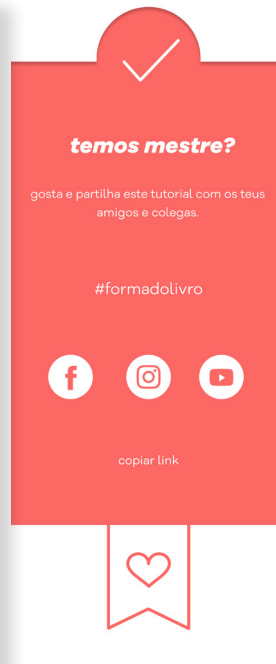 temos mestre?
gosta e partilha este tutorial com os teus
amigos e colegas.
#formadolivro
copiar link